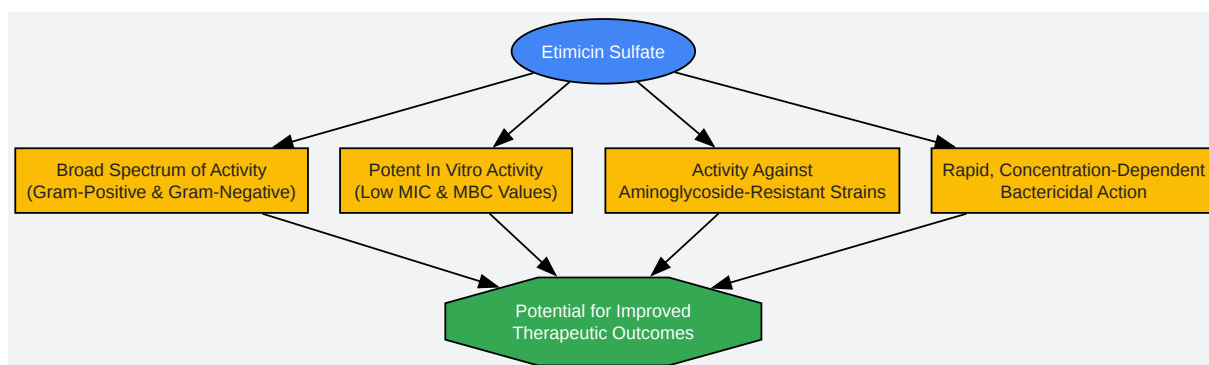 Etimicin Sulfate
Broad Spectrum of Activity
(Gram-Positive & Gram-Negative)
Potent In Vitro Activity
(Low MIC & MBC Values)
Activity Against
Aminoglycoside-Resistant Strains
Rapid, Concentration-Dependent
Bactericidal Action
Potential for Improved
Therapeutic Outcomes